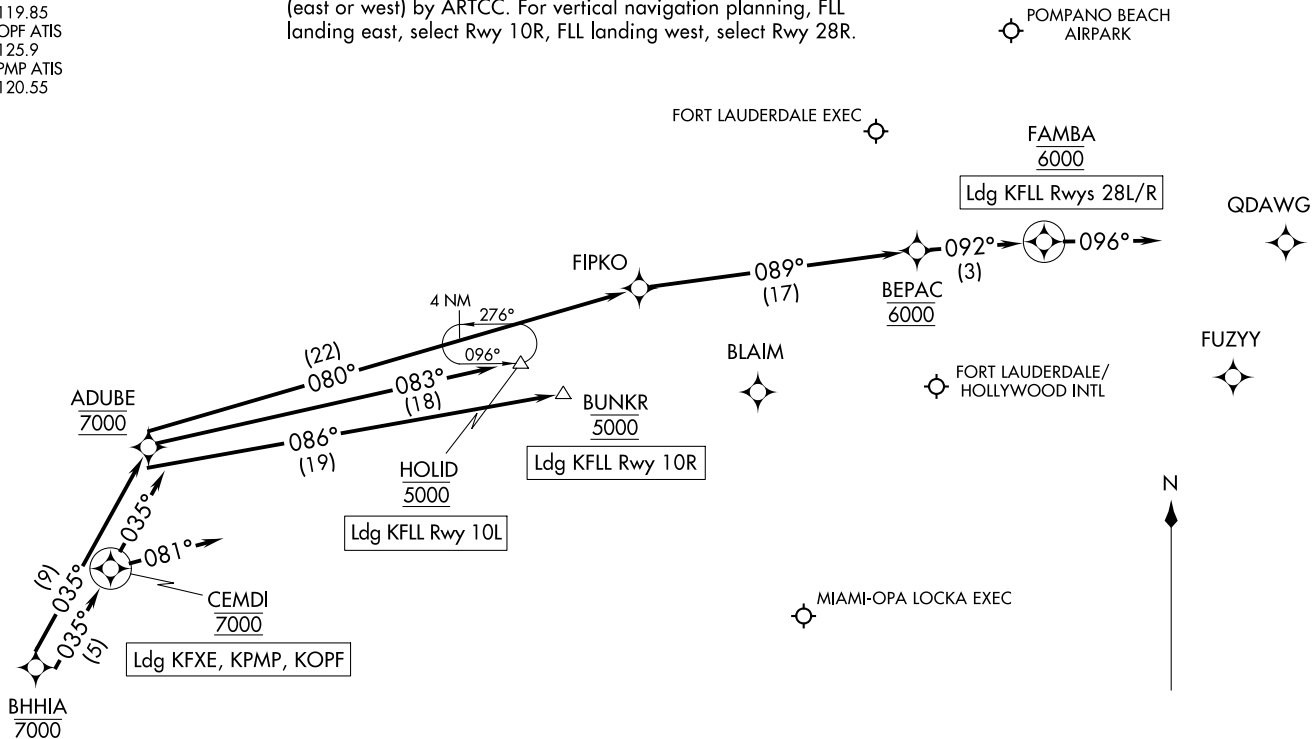 119.85
OPF ATIS
125.9
PMP ATIS
120.55
(east or west) by ARTCC. For vertical navigation planning, FLL
landing east, select Rwy 10R, FLL landing west, select Rwy 28R.
POMPANO BEACH
AIRPARK
FORT LAUDERDALE EXEC
FAMBA
6000
Ldg KFLL Rwys 28L/R
QDAWG
FIPKO
089°
(17)
092°
(3)
096°
BEPAC
6000
4 NM
276°
096°
(22)
080°
083°
(18)
086°
(19)
BLAIM
FUZYY
FORT LAUDERDALE/
HOLLYWOOD INTL
ADUBE
7000
BUNKR
5000
Ldg KFLL Rwy 10R
HOLID
5000
Ldg KFLL Rwy 10L
N
035°
081°
(9)
035°
035°
(5)
CEMDI
7000
Ldg KFXE, KPMP, KOPF
MIAMI-OPA LOCKA EXEC
BHHIA
7000